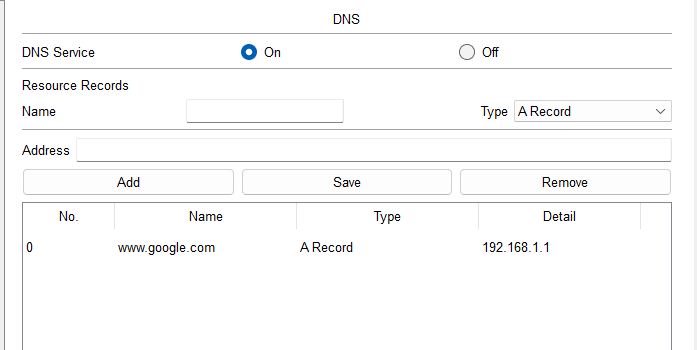 DNS
DNS Service On Off
Resource Records
Name Type A Record
Address
Add Save Remove
No. Name Type Detail
0 www.google.com A Record 192.168.1.1